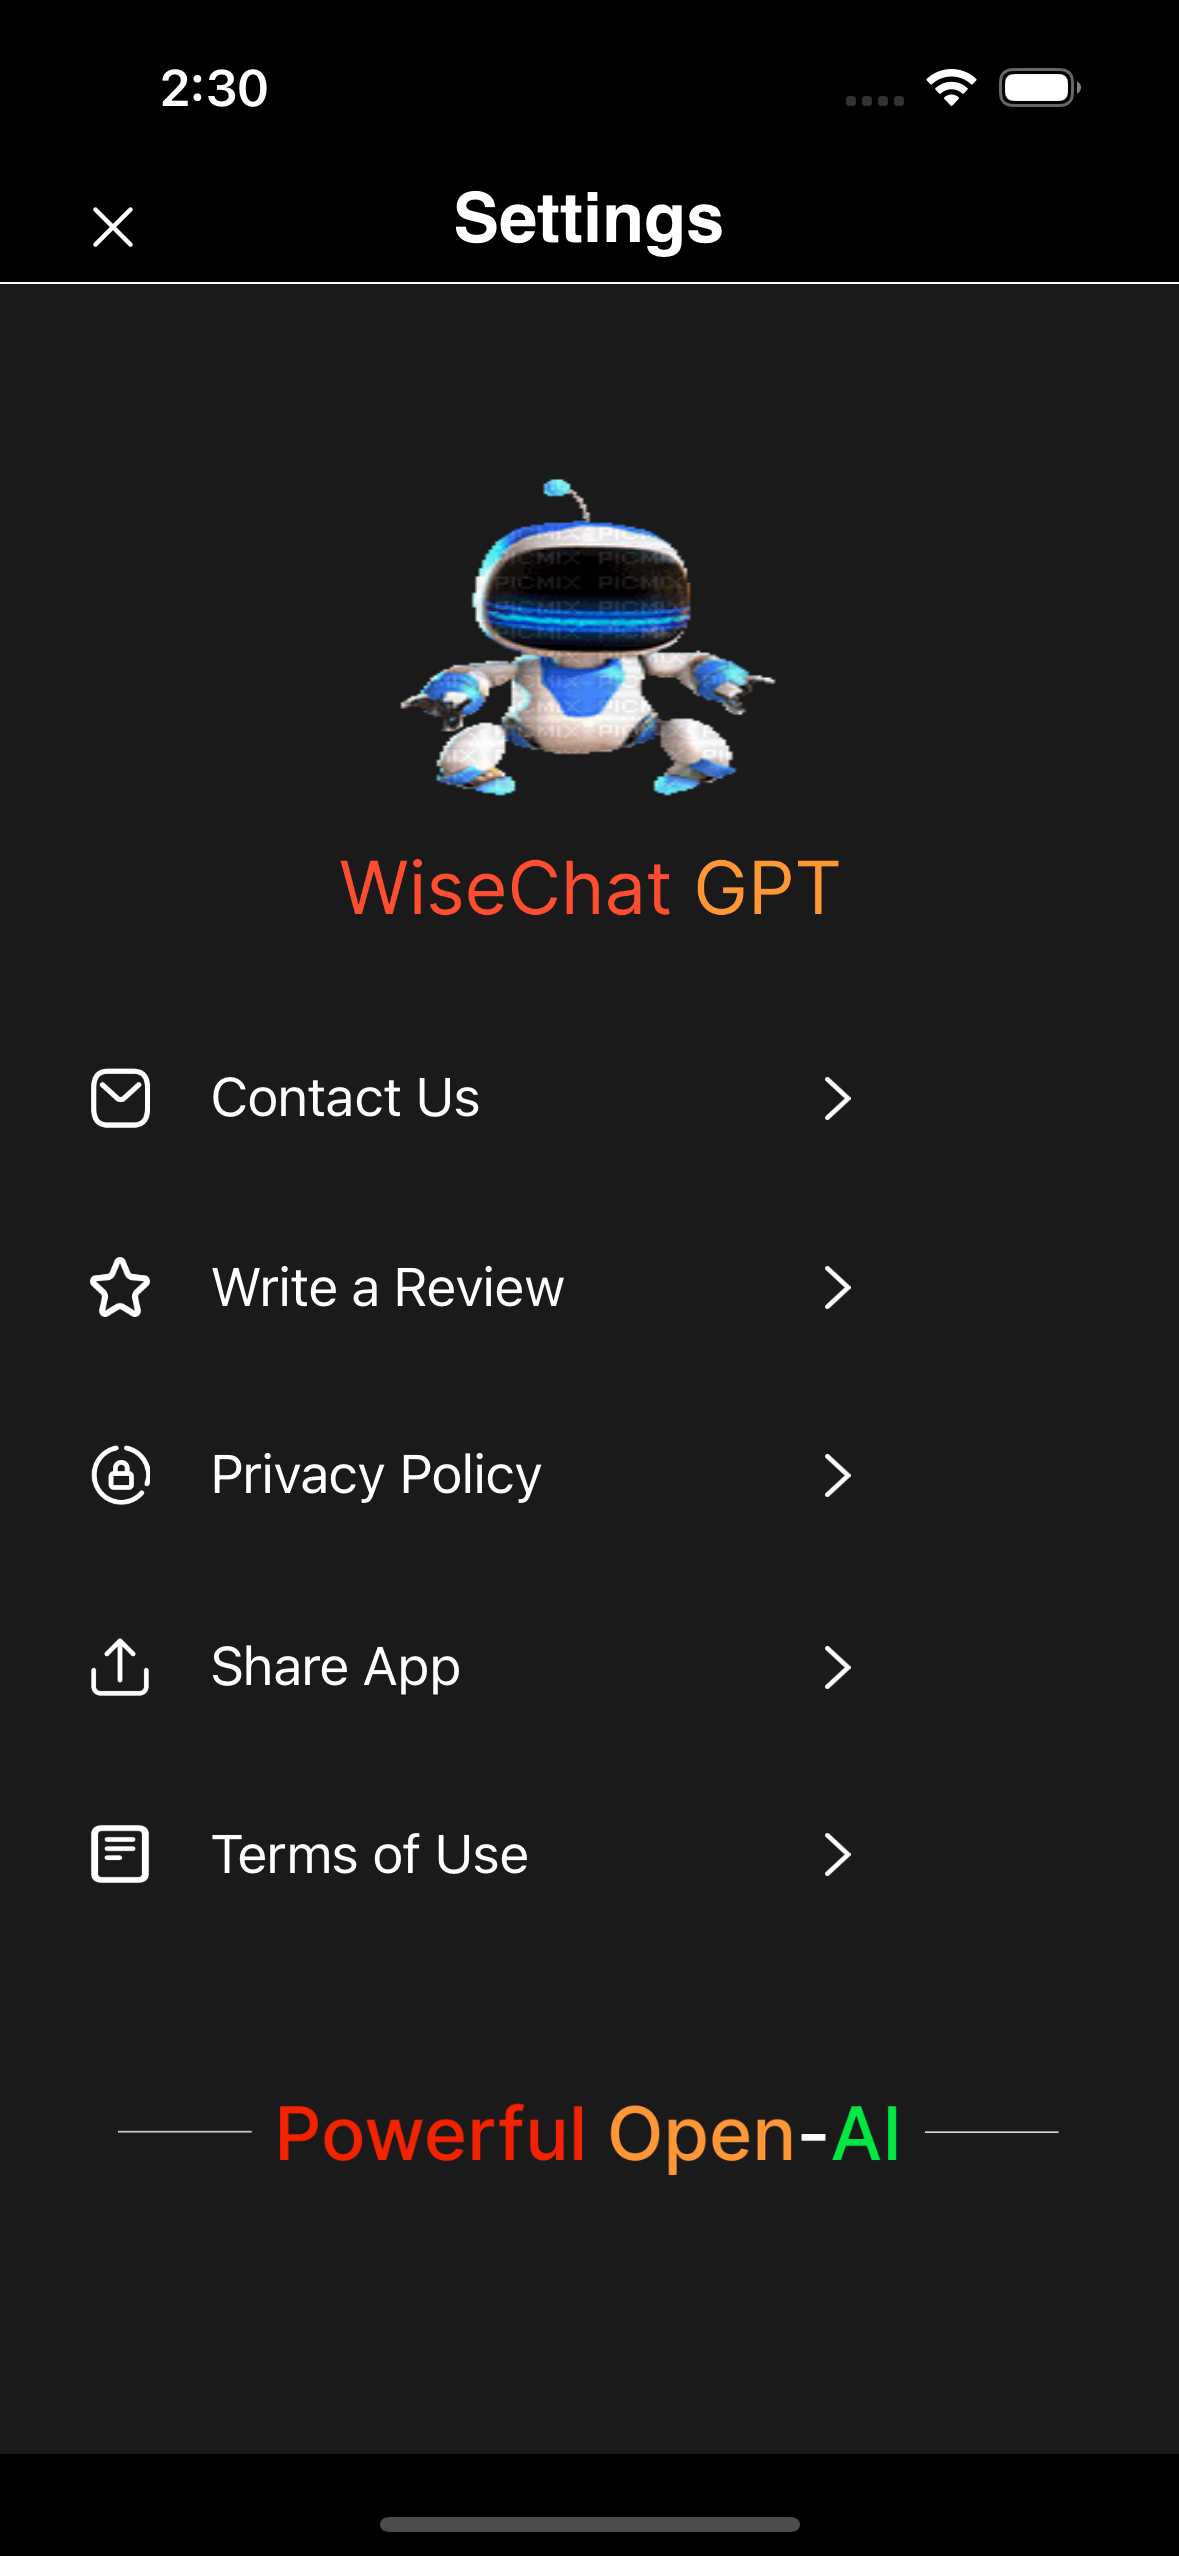 2:30
Settings
PICMIX PICMIX
WiseChat GPT
Contact Us
Write a Review
Privacy Policy
Share App
Terms of Use
Powerful Open-AI